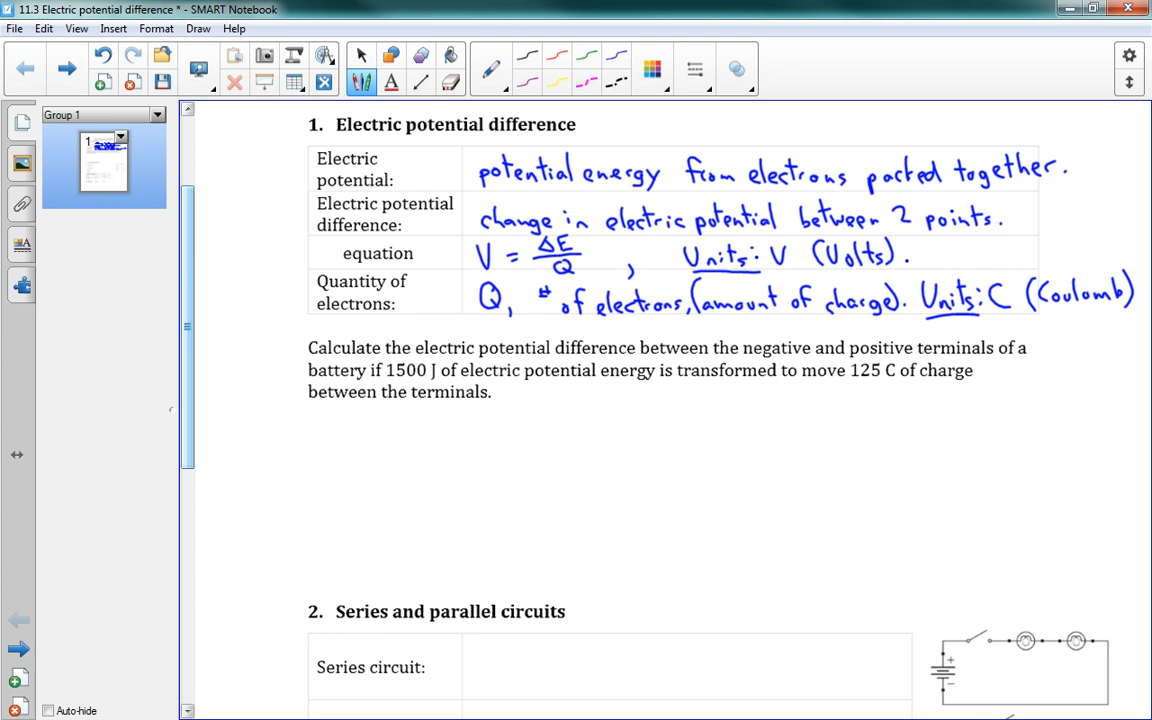 11.3 Electric potential difference * - SMART Notebook
File Edit View Insert Format Draw Help
Group 1
1
1. Electric potential difference
Electric potential: potential energy from electrons packed together.
Electric potential difference: change in electric potential between 2 points.
equation V = ΔE/Q , Units: V (Volts).
Quantity of electrons: Q, # of electrons, (amount of charge). Units: C (Coulomb)
Calculate the electric potential difference between the negative and positive terminals of a
battery if 1500 J of electric potential energy is transformed to move 125 C of charge
between the terminals.
2. Series and parallel circuits
Series circuit:
+
−
Auto-hide